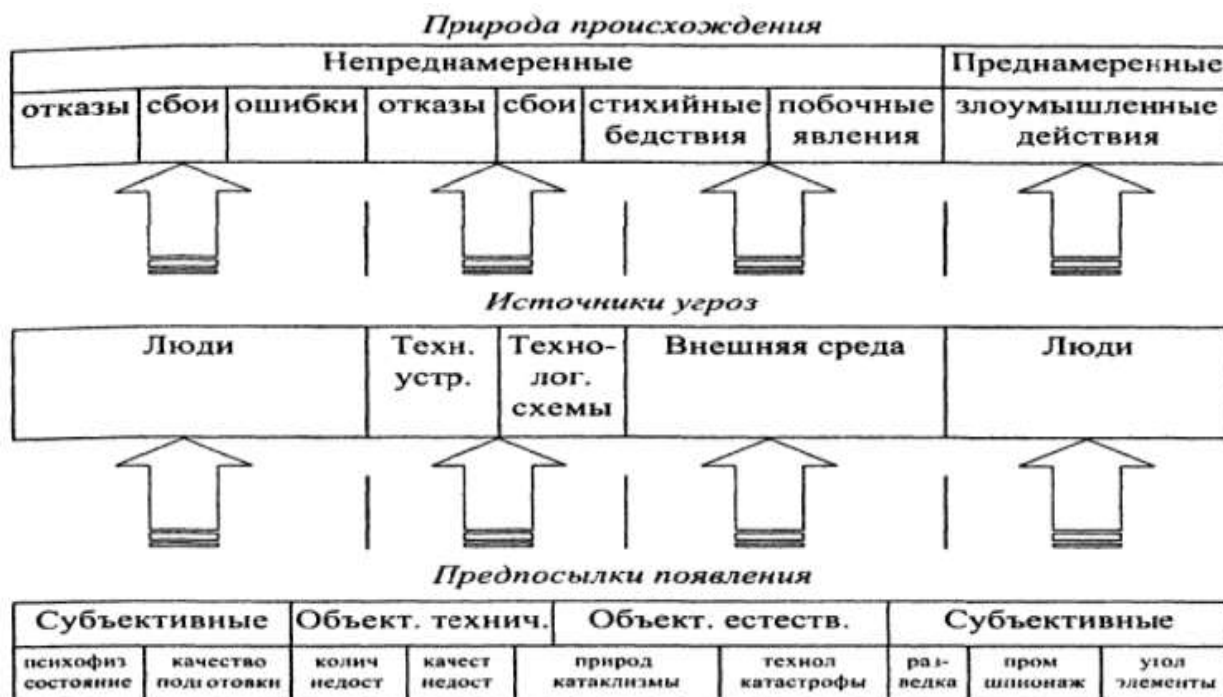 Природа происхождения
Непреднамеренные Преднамеренные
отказы сбои ошибки отказы сбои стихийные побочные злоумышленные
бедствия явления действия
Источники угроз
Люди Техн. Техно- Внешняя среда Люди
устр. лог.
схемы
Предпосылки появления
Субъективные Объект. технич. Объект. естеств. Субъективные
психофиз качество колич качест природ технол раз- пром угол
состояние подготовки недост недост катаклизмы катастрофы ведка шпионаж элементы